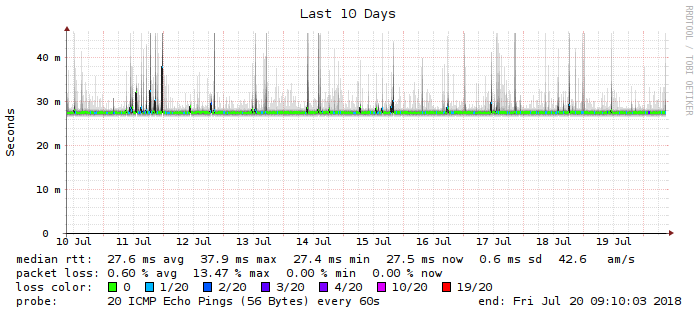 Last 10 Days
RRDTOOL / TOBI OETIKER
Seconds
40 m
30 m
20 m
10 m
0
10 Jul 11 Jul 12 Jul 13 Jul 14 Jul 15 Jul 16 Jul 17 Jul 18 Jul 19 Jul
median rtt: 27.6 ms avg 37.9 ms max 27.4 ms min 27.5 ms now 0.6 ms sd 42.6 am/s
packet loss: 0.60 % avg 13.47 % max 0.00 % min 0.00 % now
loss color: 0 1/20 2/20 3/20 4/20 10/20 19/20
probe: 20 ICMP Echo Pings (56 Bytes) every 60s end: Fri Jul 20 09:10:03 2018